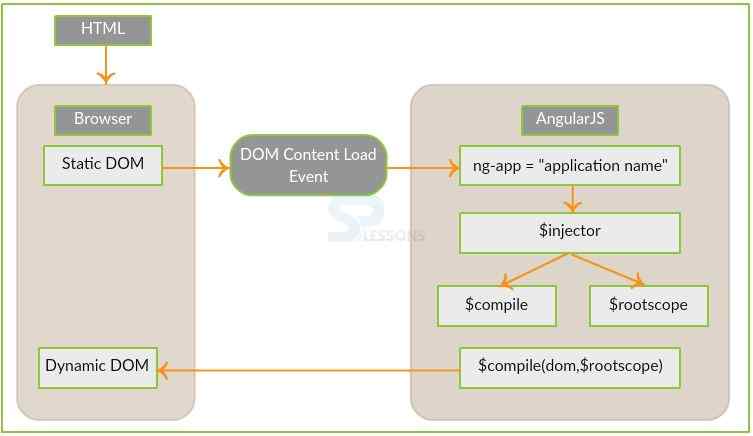 HTML
Browser
AngularJS
Static DOM
DOM Content Load
Event
ng-app = "application name"
SP
LESSONS
$injector
$compile
$rootscope
Dynamic DOM
$compile(dom,$rootscope)